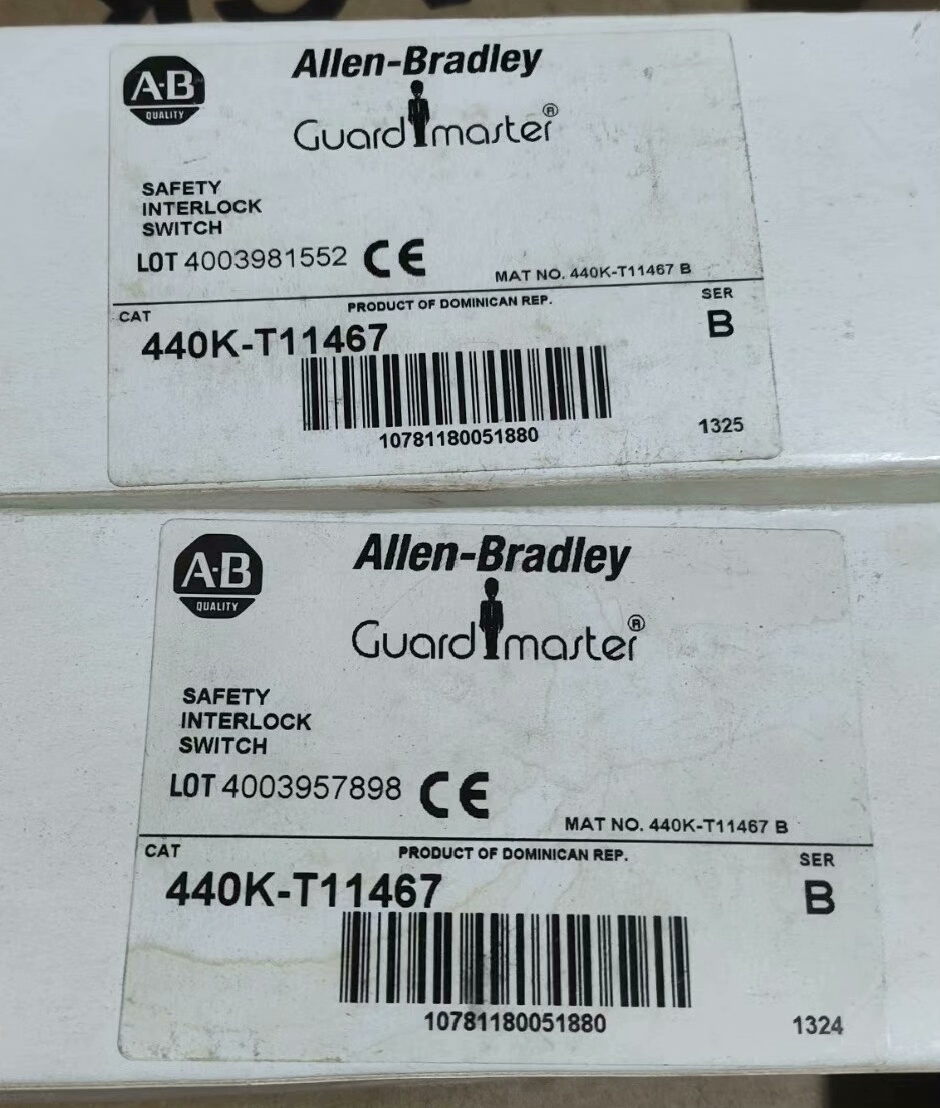 A·B
QUALITY
Allen-Bradley
Guardmaster®
SAFETY
INTERLOCK
SWITCH
LOT 4003981552 CE
MAT NO. 440K-T11467 B
PRODUCT OF DOMINICAN REP.
CAT
440K-T11467
SER
B
10781180051880
1325
A·B
QUALITY
Allen-Bradley
Guardmaster®
SAFETY
INTERLOCK
SWITCH
LOT 4003957898 CE
MAT NO. 440K-T11467 B
PRODUCT OF DOMINICAN REP.
CAT
440K-T11467
SER
B
10781180051880
1324